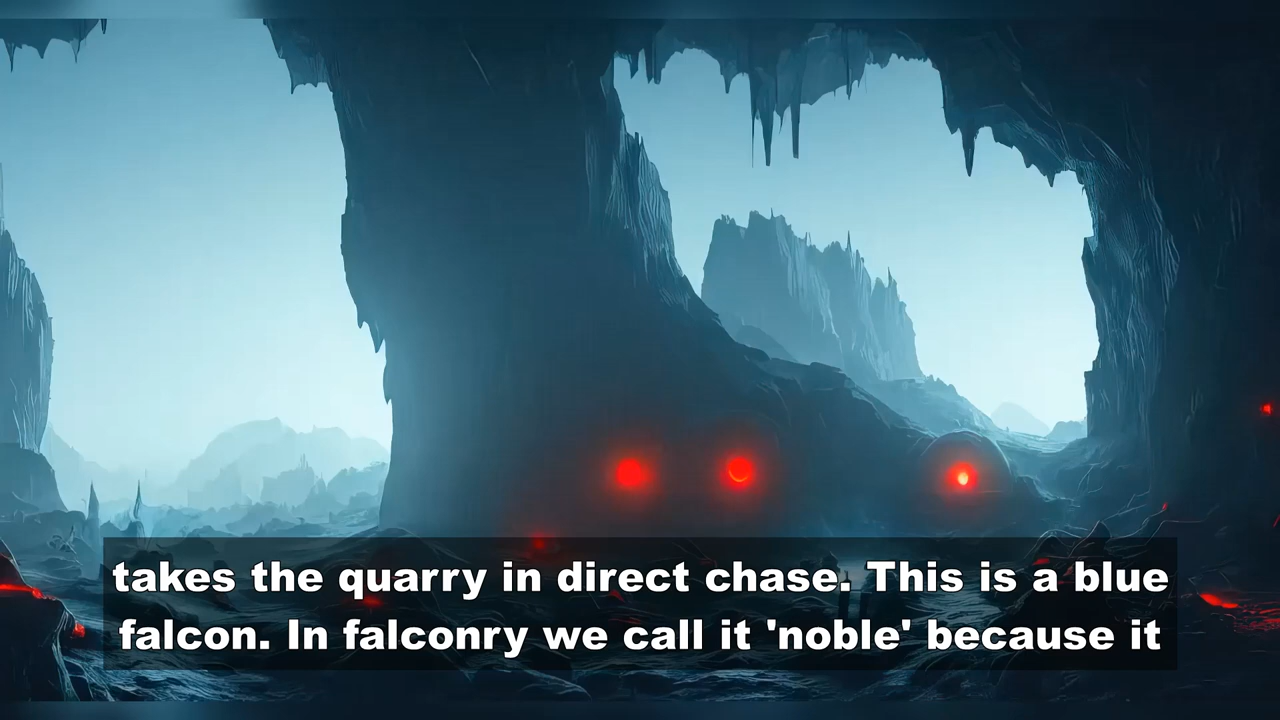 takes the quarry in direct chase. This is a blue
falcon. In falconry we call it 'noble' because it